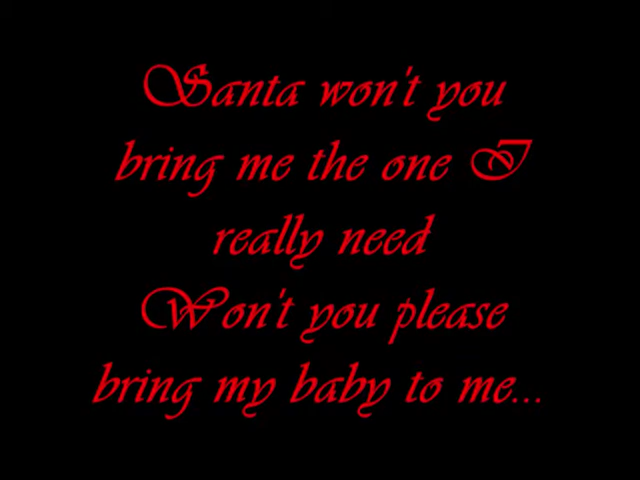 Santa won't you
bring me the one I
really need
Won't you please
bring my baby to me...